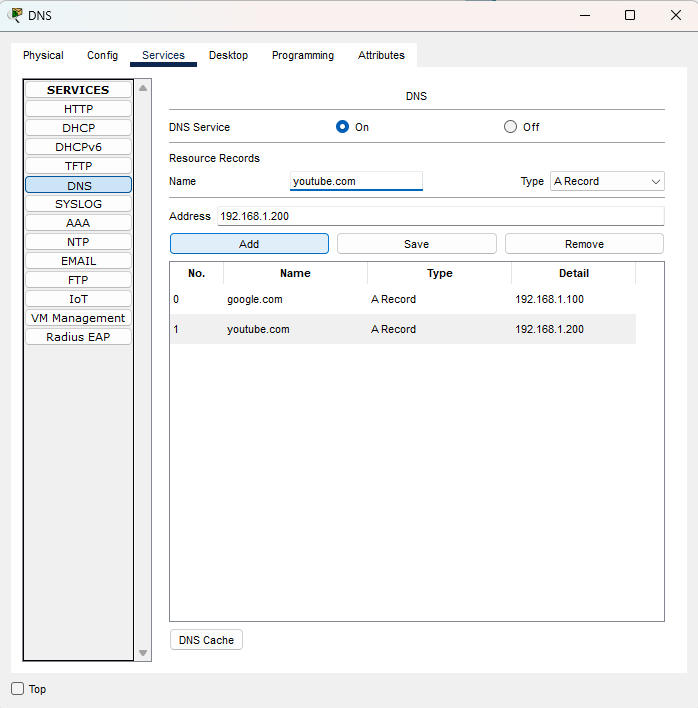 DNS
Physical Config Services Desktop Programming Attributes
SERVICES
HTTP
DHCP
DHCPv6
TFTP
DNS
SYSLOG
AAA
NTP
EMAIL
FTP
IoT
VM Management
Radius EAP
DNS
DNS Service On Off
Resource Records
Name youtube.com Type A Record
Address 192.168.1.200
Add Save Remove
No. Name Type Detail
0 google.com A Record 192.168.1.100
1 youtube.com A Record 192.168.1.200
DNS Cache
Top